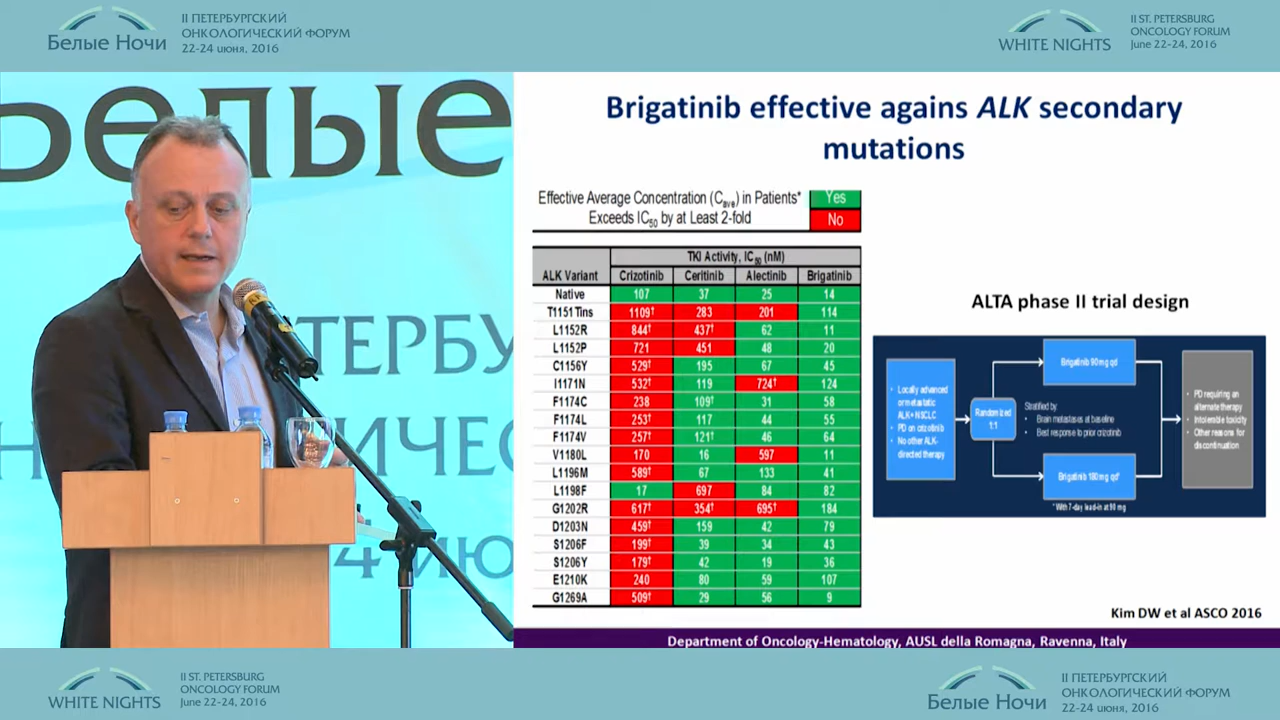 II ПЕТЕРБУРГСКИЙ
ОНКОЛОГИЧЕСКИЙ ФОРУМ
22-24 июня, 2016
Белые Ночи
II ST. PETERSBURG
ONCOLOGY FORUM
June 22-24, 2016
WHITE NIGHTS
Белые
ТЕРБУ
ИЧЕС
4 ИЮ
Brigatinib effective agains ALK secondary
mutations
Effective Average Concentration (Cave) in Patients*
Exceeds IC50 by at Least 2-fold
Yes
No
TKI Activity, IC50 (nM)
ALK Variant Crizotinib Ceritinib Alectinib Brigatinib
Native 107 37 25 14
T1151Tins 1109† 283 201 114
L1152R 844† 437† 62 11
L1152P 721 451 48 20
C1156Y 529† 195 67 45
I1171N 532† 119 724† 124
F1174C 238 109† 31 58
F1174L 253† 117 44 55
F1174V 257† 121† 46 64
V1180L 170 16 597 11
L1196M 589† 67 133 41
L1198F 17 697 84 82
G1202R 617† 354† 695† 184
D1203N 459† 159 42 79
S1206F 199† 39 34 43
S1206Y 179† 42 19 36
E1210K 240 80 59 107
G1269A 509† 29 56 9
ALTA phase II trial design
• Locally advanced
or metastatic
ALK+ NSCLC
• PD on crizotinib
• No other ALK-
directed therapy
Randomized
1:1
Brigatinib 90 mg qd
Stratified by
• Brain metastases at baseline
• Best response to prior crizotinib
Brigatinib 180 mg qd*
* With 7-day lead-in at 90 mg
• PD requiring an
alternate therapy
• Intolerable toxicity
• Other reasons for
discontinuation
Kim DW et al ASCO 2016
Department of Oncology-Hematology, AUSL della Romagna, Ravenna, Italy
WHITE NIGHTS
II ST. PETERSBURG
ONCOLOGY FORUM
June 22-24, 2016
Белые Ночи
II ПЕТЕРБУРГСКИЙ
ОНКОЛОГИЧЕСКИЙ ФОРУМ
22-24 июня, 2016